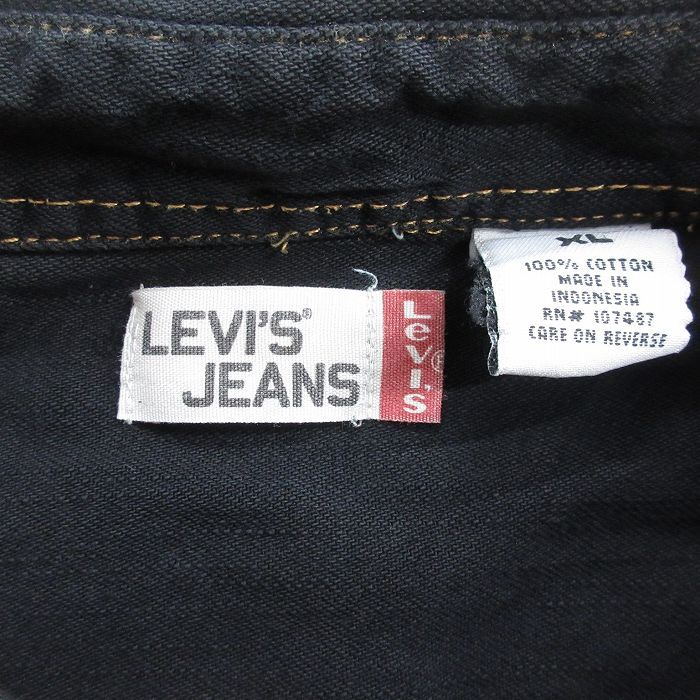 LEVI'S®
JEANS
Levi's®
XL
100% COTTON
MADE IN
INDONESIA
RN# 107487
CARE ON REVERSE